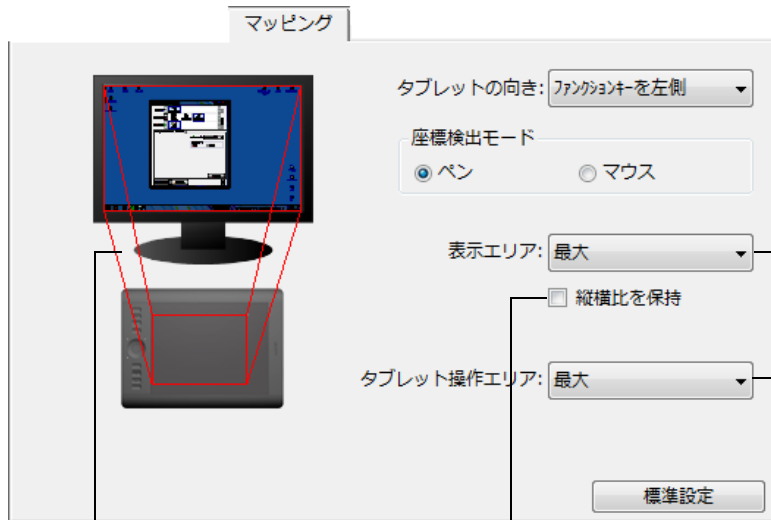 マッピング
タブレットの向き: ﾌｧﾝｸｼｮﾝｷｰを左側
座標検出モード
ペン マウス
表示エリア: 最大
縦横比を保持
タブレット操作エリア: 最大
標準設定